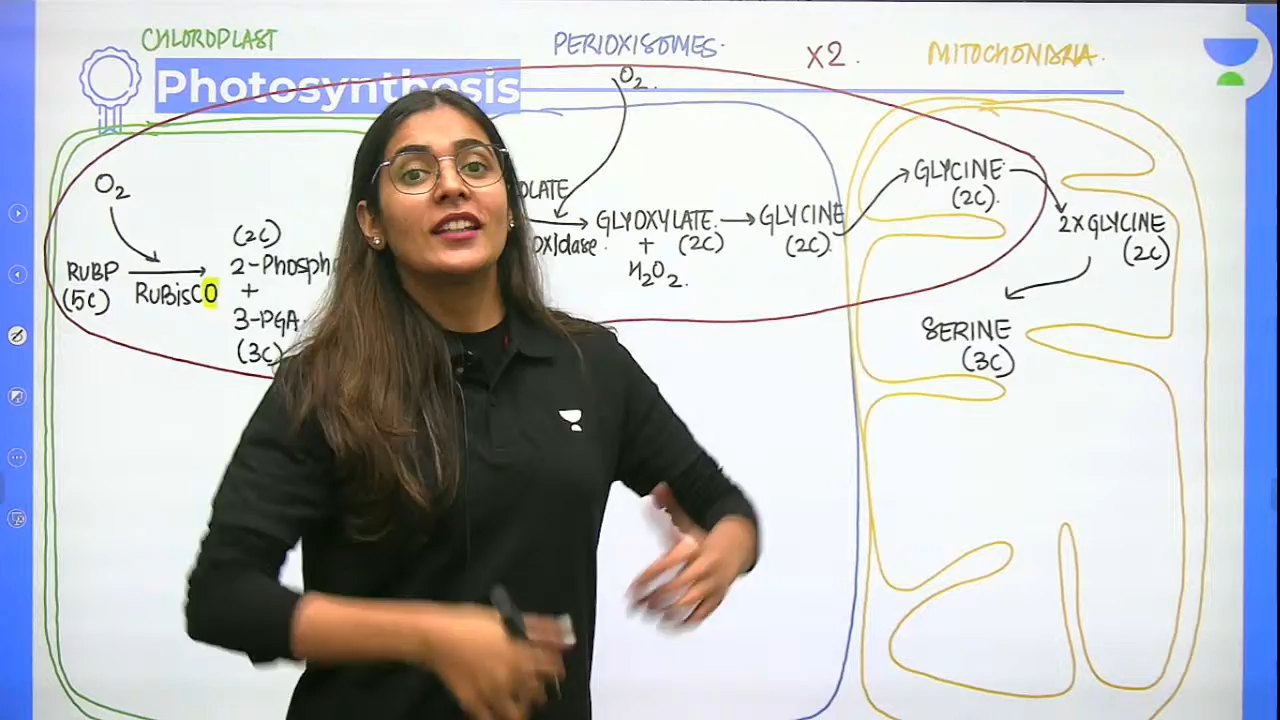 CHLOROPLAST
PERIOXISOMES.
X2.
MITOCHONDRIA.
Photosynthesis
O2
O2.
RUBP
(5C)
RUBisCO
(2C)
2-Phosph
+
3-PGA
(3C)
OLATE
oxidase.
GLYOXYLATE
+ (2C)
H2O2.
GLYCINE
(2C).
GLYCINE
(2C).
2XGLYCINE
(2C)
SERINE
(3C)